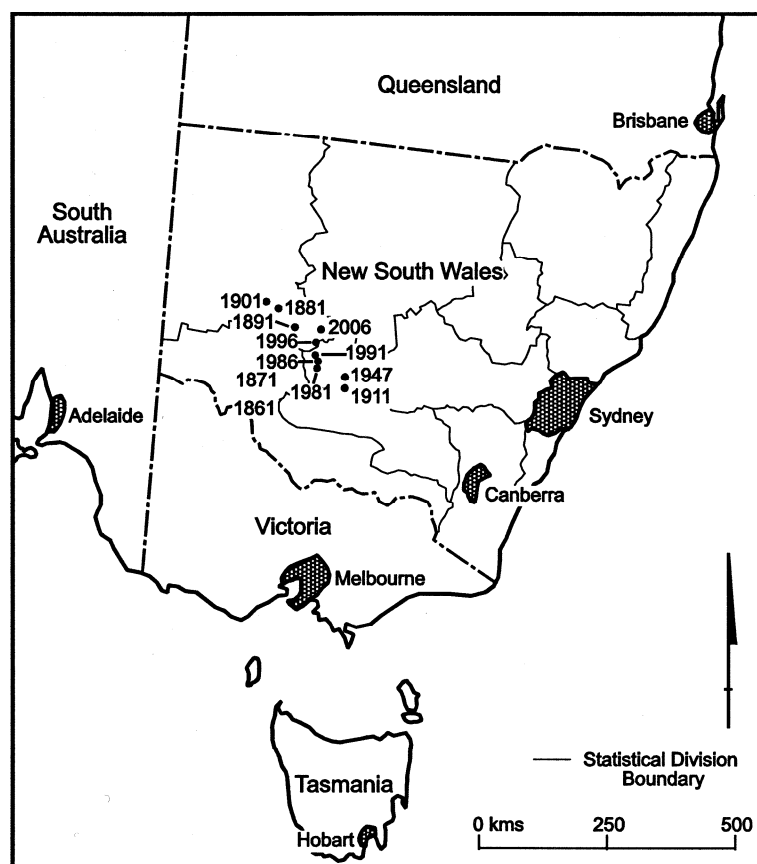 Queensland
Brisbane
South
Australia
New South Wales
1901
1881
1891
2006
1996
1991
1986
1871
1981
1947
1911
1861
Adelaide
Sydney
Canberra
Victoria
Melbourne
Statistical Division
Boundary
Tasmania
Hobart
0 kms 250 500